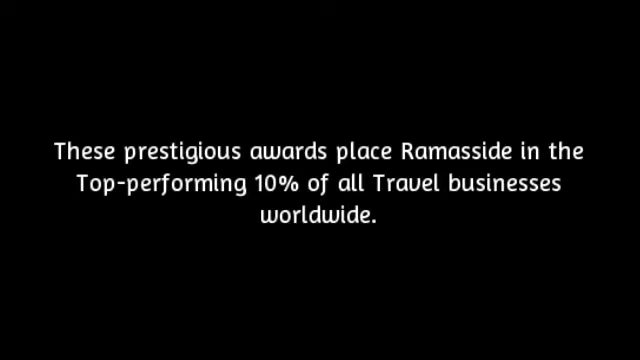 These prestigious awards place Ramasside in the
Top-performing 10% of all Travel businesses
worldwide.